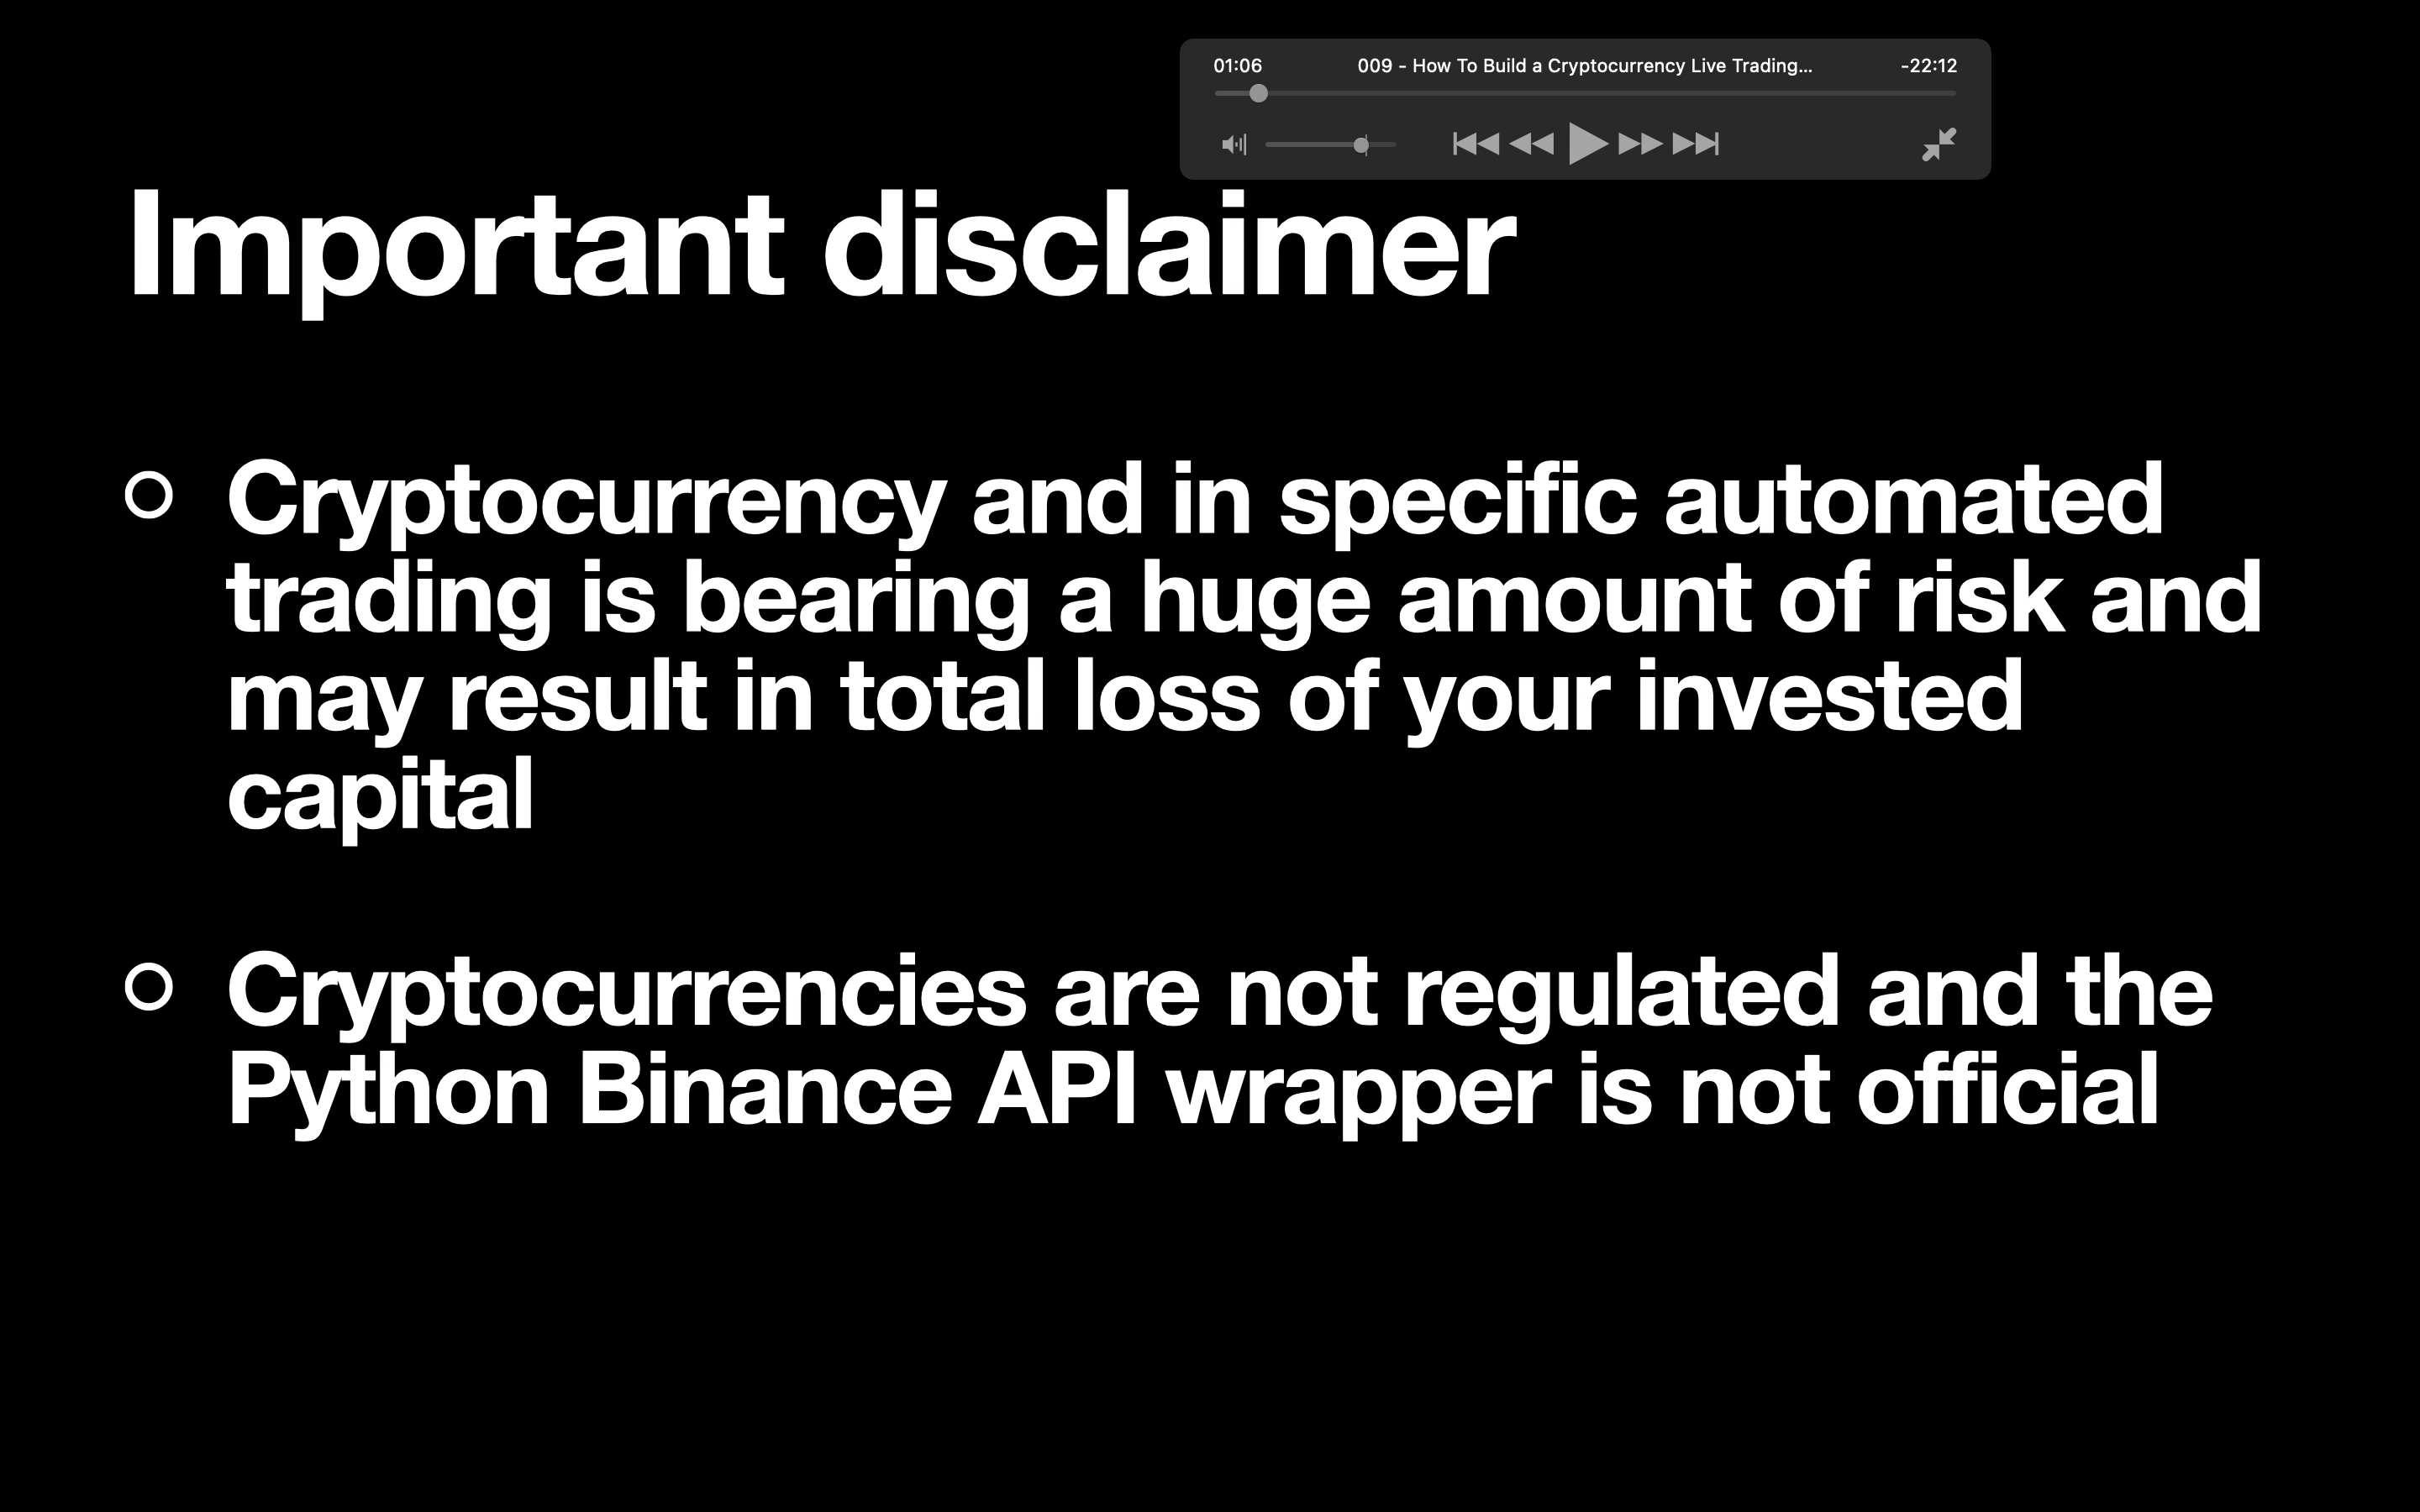 01:06 009 - How To Build a Cryptocurrency Live Trading... -22:12
Important disclaimer
Cryptocurrency and in specific automated
trading is bearing a huge amount of risk and
may result in total loss of your invested
capital
Cryptocurrencies are not regulated and the
Python Binance API wrapper is not official